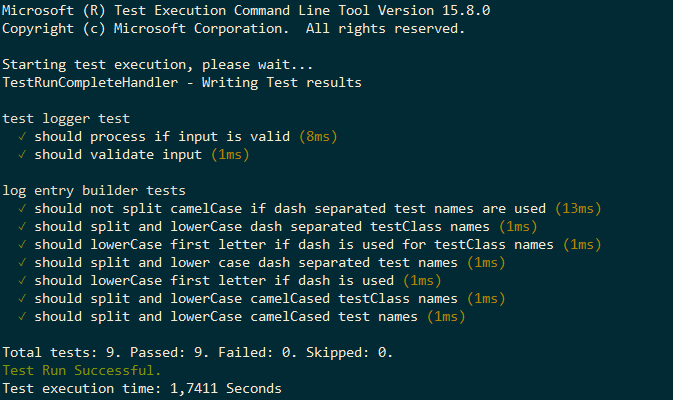 Microsoft (R) Test Execution Command Line Tool Version 15.8.0
Copyright (c) Microsoft Corporation.  All rights reserved.
Starting test execution, please wait...
TestRunCompleteHandler - Writing Test results
test logger test
✓ should process if input is valid (8ms)
✓ should validate input (1ms)
log entry builder tests
✓ should not split camelCase if dash separated test names are used (13ms)
✓ should split and lowerCase dash separated testClass names (1ms)
✓ should lowerCase first letter if dash is used for testClass names (1ms)
✓ should split and lower case dash separated test names (1ms)
✓ should lowerCase first letter if dash is used (1ms)
✓ should split and lowerCase camelCased testClass names (1ms)
✓ should split and lowerCase camelCased test names (1ms)
Total tests: 9. Passed: 9. Failed: 0. Skipped: 0.
Test Run Successful.
Test execution time: 1,7411 Seconds